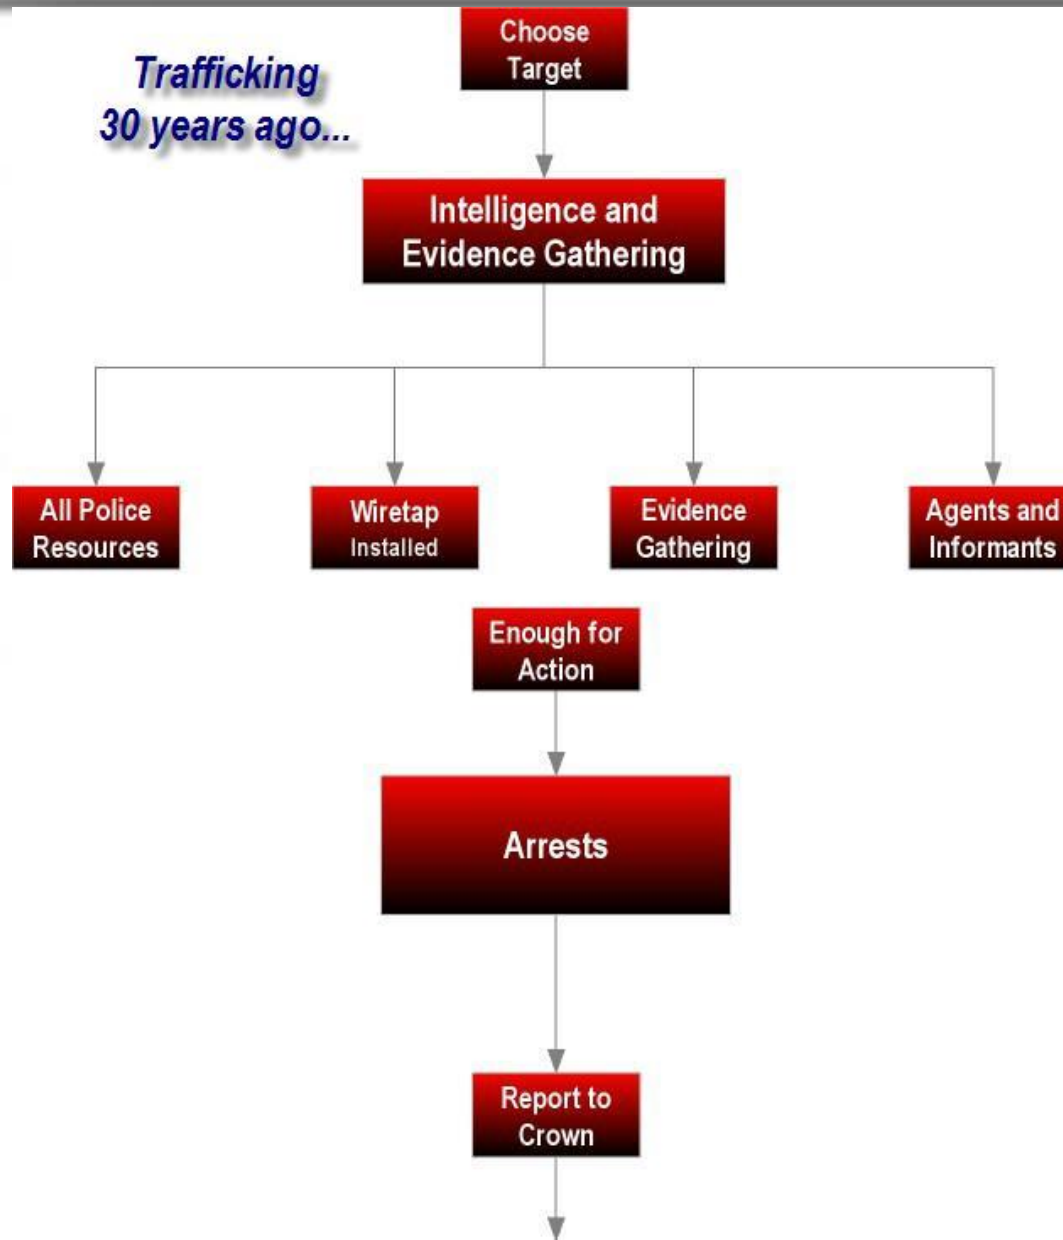 Trafficking
30 years ago...
Choose
Target
Intelligence and
Evidence Gathering
All Police
Resources
Wiretap
Installed
Evidence
Gathering
Agents and
Informants
Enough for
Action
Arrests
Report to
Crown